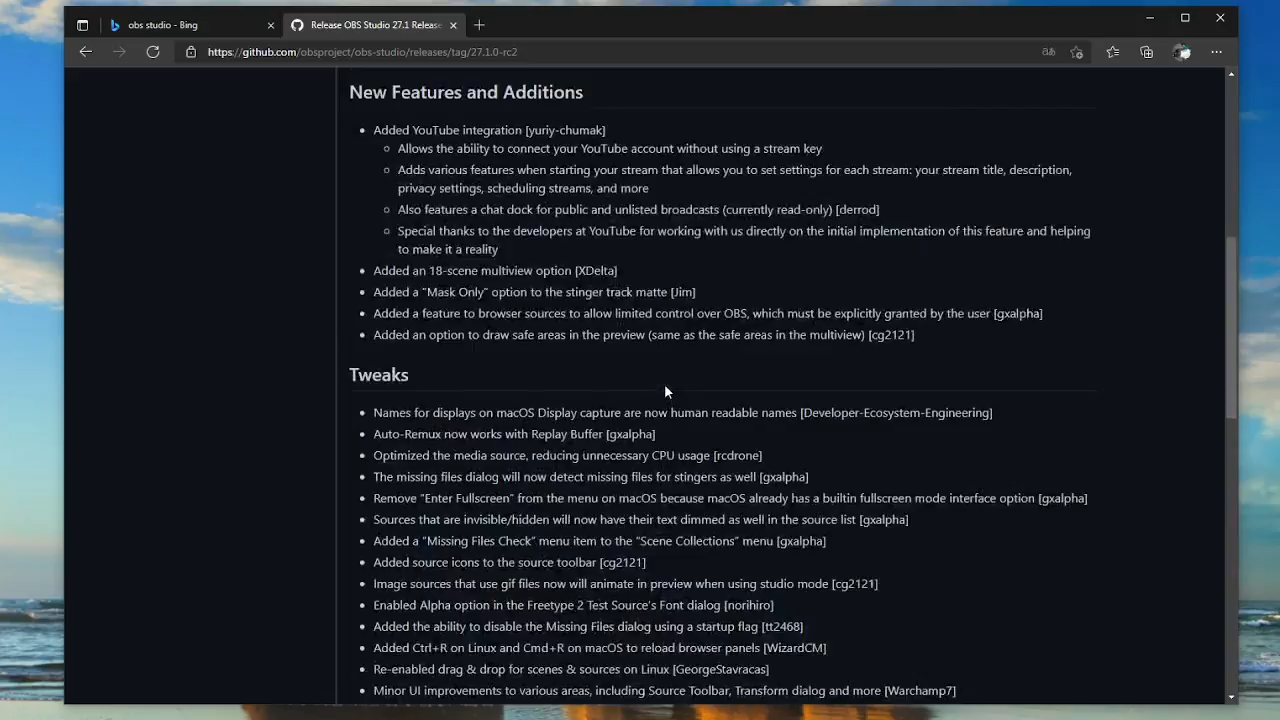 obs studio - Bing
Release OBS Studio 27.1 Release
https://github.com/obsproject/obs-studio/releases/tag/27.1.0-rc2
New Features and Additions
• Added YouTube integration [yuriy-chumak]
Allows the ability to connect your YouTube account without using a stream key
Adds various features when starting your stream that allows you to set settings for each stream: your stream title, description,
privacy settings, scheduling streams, and more
Also features a chat dock for public and unlisted broadcasts (currently read-only) [derrod]
Special thanks to the developers at YouTube for working with us directly on the initial implementation of this feature and helping
to make it a reality
• Added an 18-scene multiview option [XDelta]
• Added a "Mask Only" option to the stinger track matte [Jim]
• Added a feature to browser sources to allow limited control over OBS, which must be explicitly granted by the user [gxalpha]
• Added an option to draw safe areas in the preview (same as the safe areas in the multiview) [cg2121]
Tweaks
• Names for displays on macOS Display capture are now human readable names [Developer-Ecosystem-Engineering]
• Auto-Remux now works with Replay Buffer [gxalpha]
• Optimized the media source, reducing unnecessary CPU usage [rcdrone]
• The missing files dialog will now detect missing files for stingers as well [gxalpha]
• Remove "Enter Fullscreen" from the menu on macOS because macOS already has a builtin fullscreen mode interface option [gxalpha]
• Sources that are invisible/hidden will now have their text dimmed as well in the source list [gxalpha]
• Added a "Missing Files Check" menu item to the "Scene Collections" menu [gxalpha]
• Added source icons to the source toolbar [cg2121]
• Image sources that use gif files now will animate in preview when using studio mode [cg2121]
• Enabled Alpha option in the Freetype 2 Test Source's Font dialog [norihiro]
• Added the ability to disable the Missing Files dialog using a startup flag [tt2468]
• Added Ctrl+R on Linux and Cmd+R on macOS to reload browser panels [WizardCM]
• Re-enabled drag & drop for scenes & sources on Linux [GeorgeStavracas]
• Minor UI improvements to various areas, including Source Toolbar, Transform dialog and more [Warchamp7]